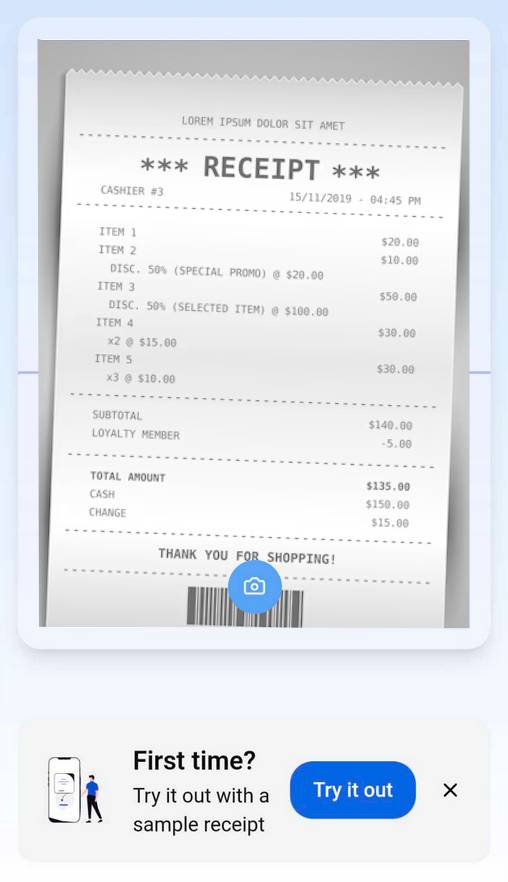 LOREM IPSUM DOLOR SIT AMET
*** RECEIPT ***
CASHIER #3 15/11/2019 - 04:45 PM
ITEM 1 $20.00
ITEM 2 $10.00
DISC. 50% (SPECIAL PROMO) @ $20.00
ITEM 3 $50.00
DISC. 50% (SELECTED ITEM) @ $100.00
ITEM 4 $30.00
x2 @ $15.00
ITEM 5 $30.00
x3 @ $10.00
SUBTOTAL $140.00
LOYALTY MEMBER -5.00
TOTAL AMOUNT $135.00
CASH $150.00
CHANGE $15.00
THANK YOU FOR SHOPPING!
First time?
Try it out with a
sample receipt
Try it out